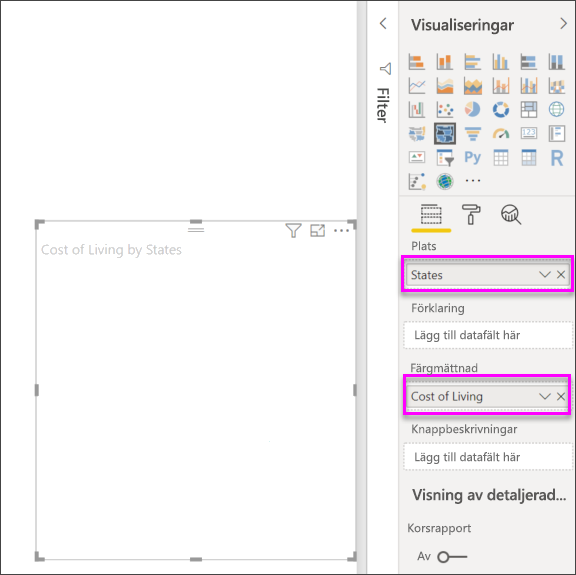 Cost of Living by States
Filter
Visualiseringar
123
Py
R
Plats
States
Förklaring
Lägg till datafält här
Färgmättnad
Cost of Living
Knappbeskrivningar
Lägg till datafält här
Visning av detaljerad...
Korsrapport
Av